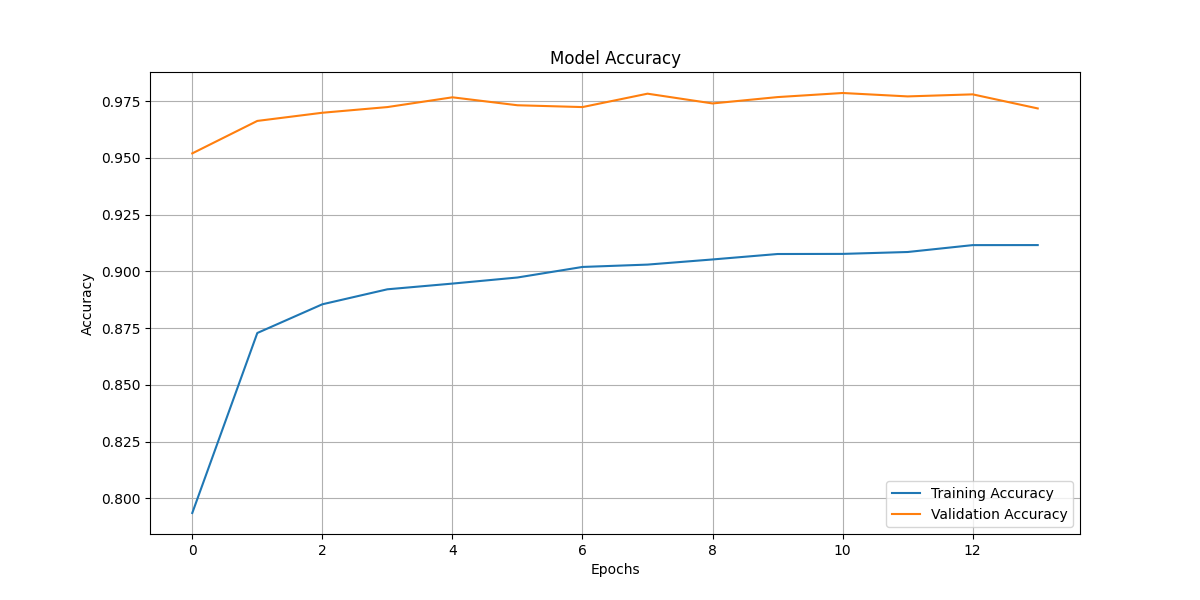 Model Accuracy
0.975
0.950
0.925
0.900
0.875
0.850
0.825
0.800
Accuracy
0 2 4 6 8 10 12
Epochs
Training Accuracy
Validation Accuracy